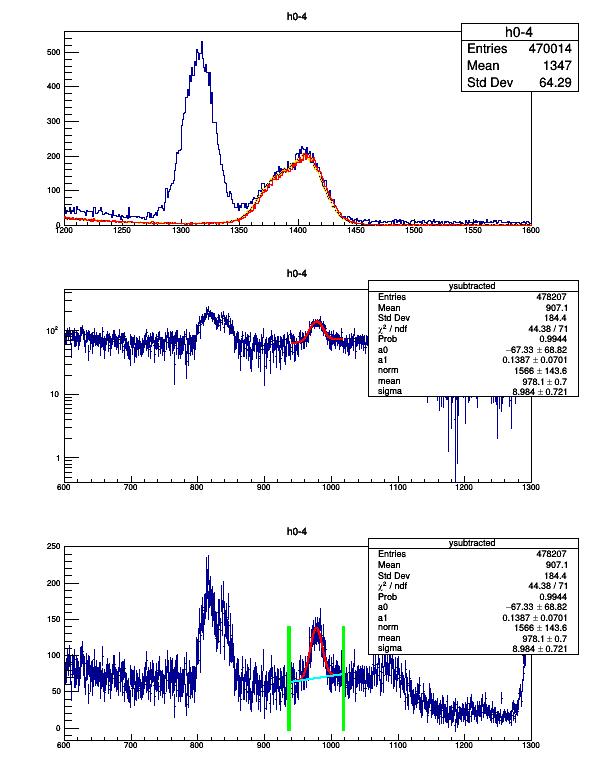 h0-4
h0-4
Entries 470014
Mean 1347
Std Dev 64.29
500
400
300
200
100
0
1200 1250 1300 1350 1400 1450 1500 1550 1600
h0-4
ysubtracted
Entries 478207
Mean 907.1
Std Dev 184.4
χ² / ndf 44.38 / 71
Prob 0.9944
a0 −67.33 ± 68.82
a1 0.1387 ± 0.0701
norm 1566 ± 143.6
mean 978.1 ± 0.7
sigma 8.984 ± 0.721
10²
10
1
600 700 800 900 1000 1100 1200 1300
h0-4
ysubtracted
Entries 478207
Mean 907.1
Std Dev 184.4
χ² / ndf 44.38 / 71
Prob 0.9944
a0 −67.33 ± 68.82
a1 0.1387 ± 0.0701
norm 1566 ± 143.6
mean 978.1 ± 0.7
sigma 8.984 ± 0.721
250
200
150
100
50
0
600 700 800 900 1000 1100 1200 1300